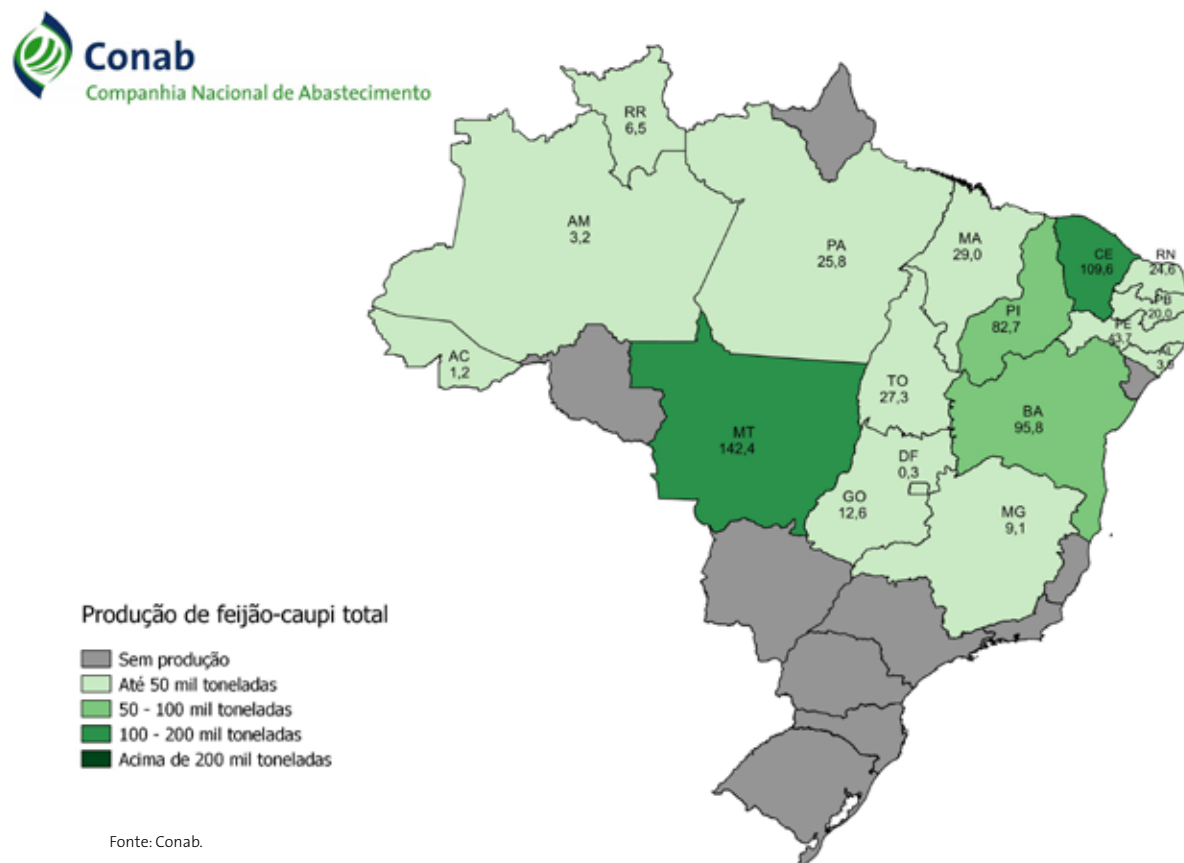 Conab
Companhia Nacional de Abastecimento
RR
6,5
AM
3,2
PA
25,8
MA
29,0
CE
109,6
RN
24,6
PB
20,0
PI
82,7
PE
43,7
AL
AC
1,2
TO
27,3
BA
95,8
MT
142,4
DF
0,3
GO
12,6
MG
9,1
Produção de feijão-caupi total
Sem produção
Até 50 mil toneladas
50 - 100 mil toneladas
100 - 200 mil toneladas
Acima de 200 mil toneladas
Fonte: Conab.